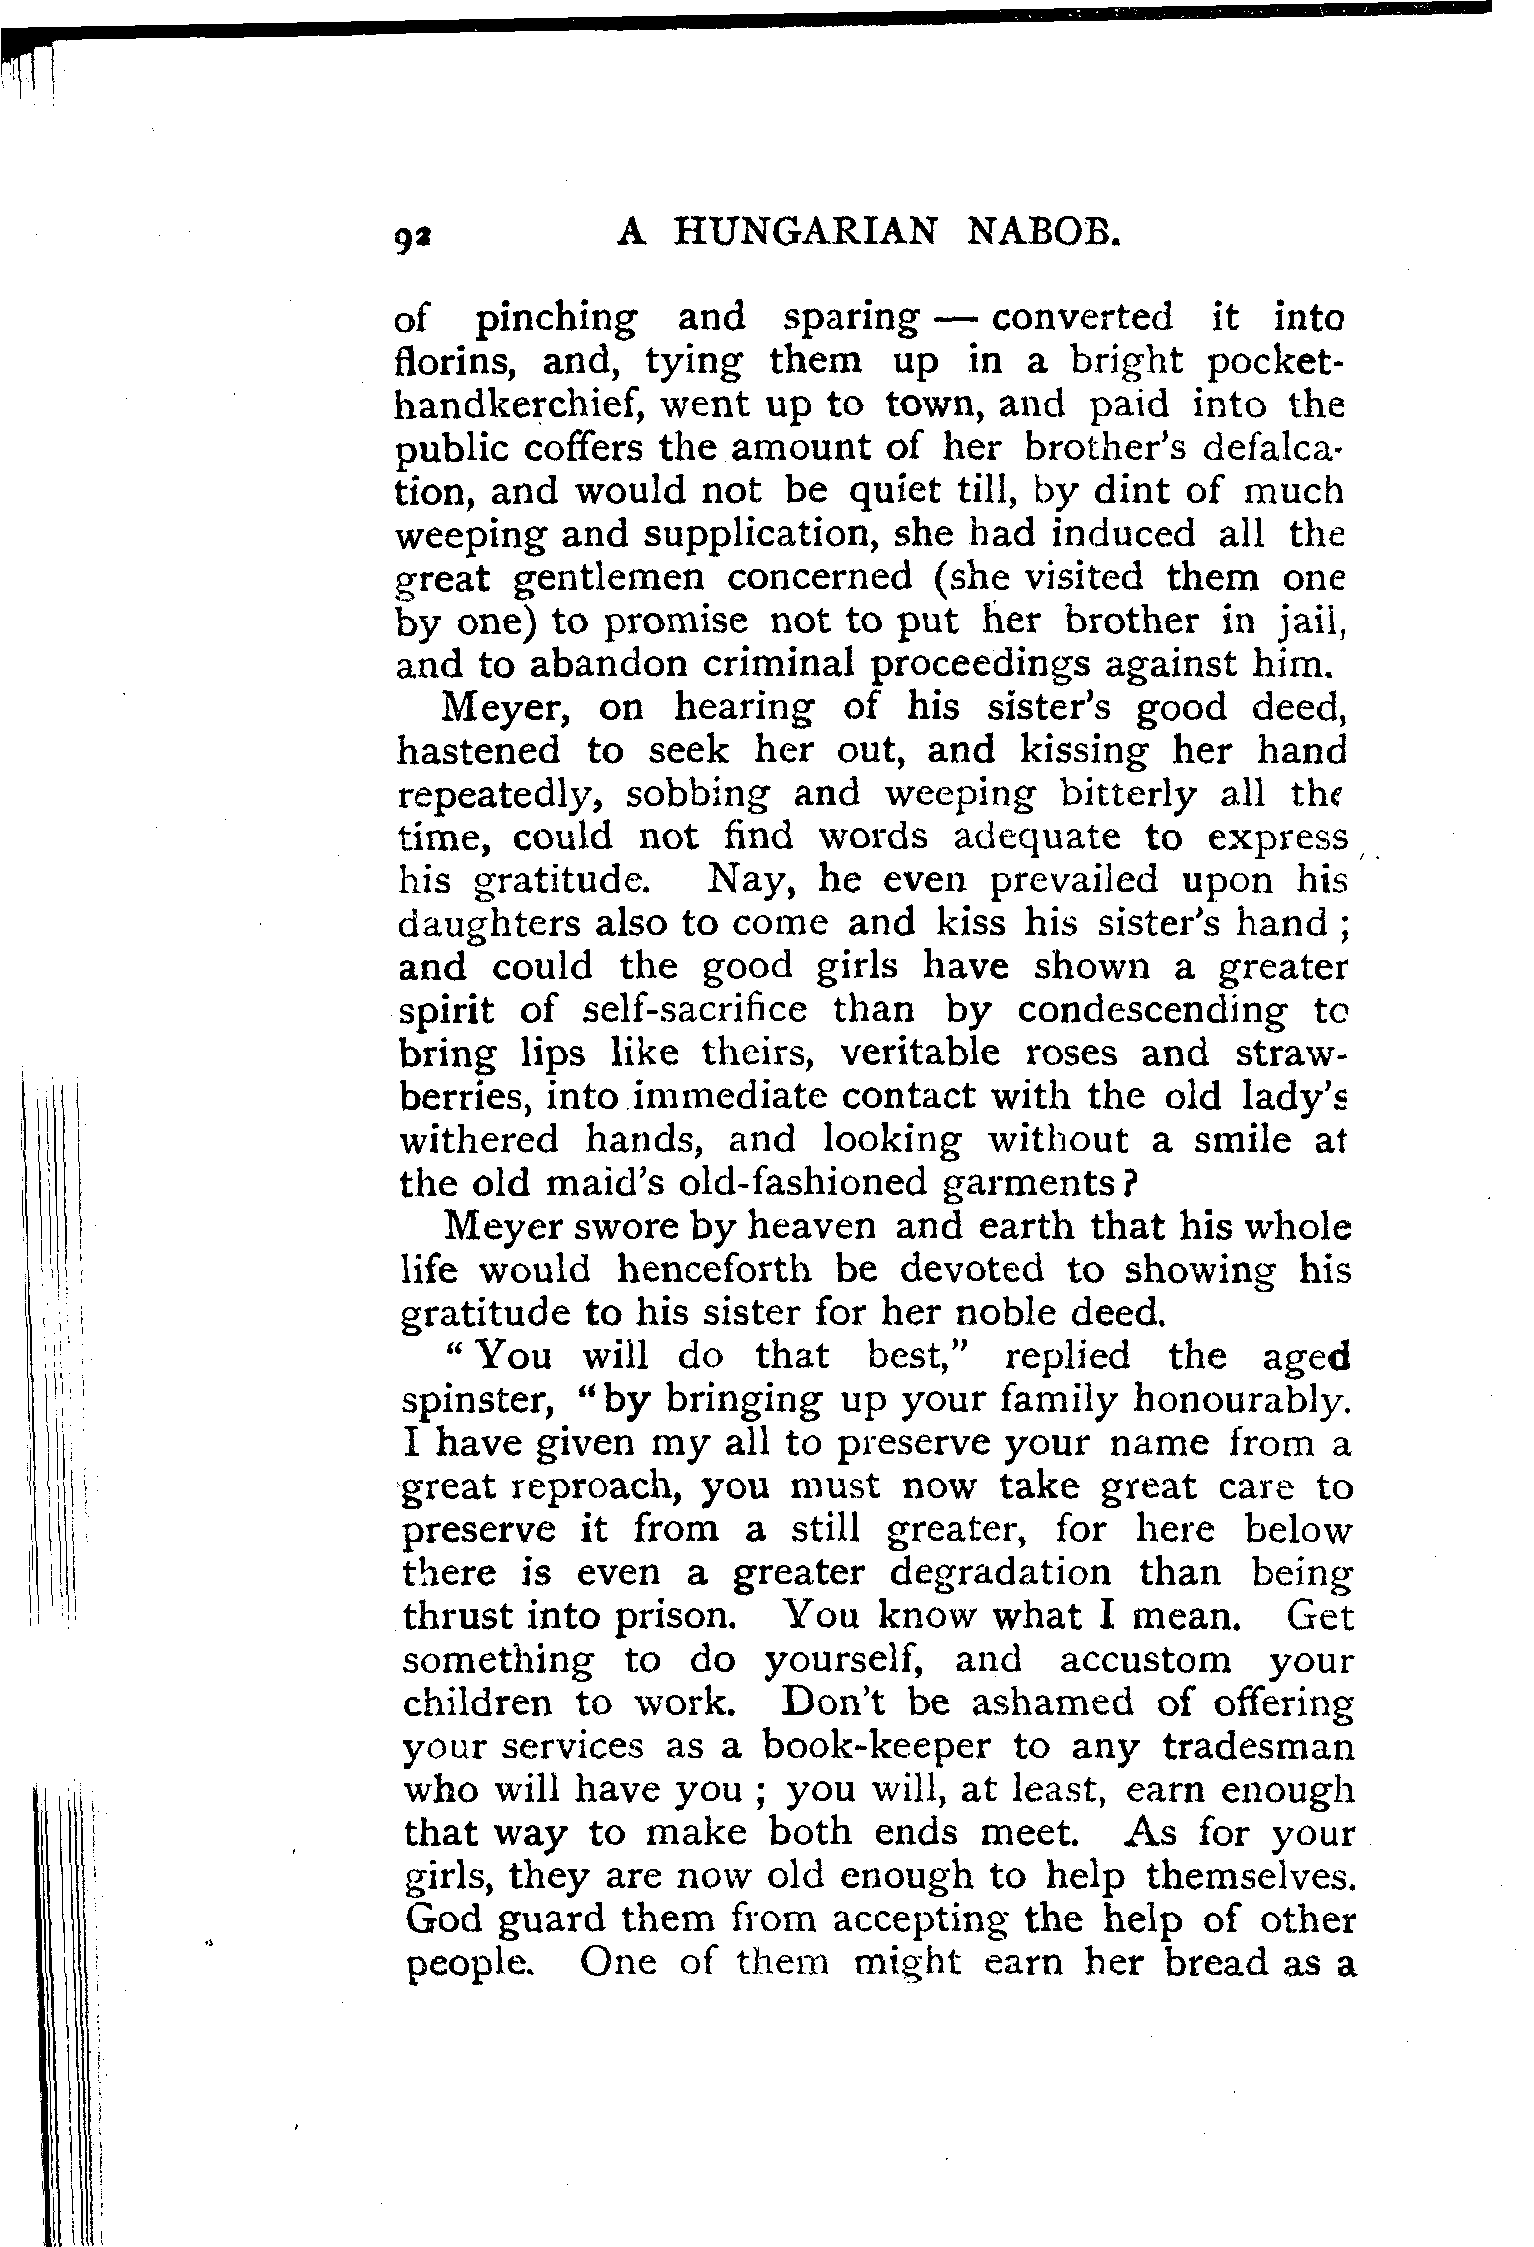 92 A HUNGARIAN NABOB.
of pinching and sparing — converted it into
florins, and, tying them up in a bright pocket-
handkerchief, went up to town, and paid into the
public coffers the amount of her brother's defalca-
tion, and would not be quiet till, by dint of much
weeping and supplication, she had induced all the
great gentlemen concerned (she visited them one
by one) to promise not to put her brother in jail,
and to abandon criminal proceedings against him.
Meyer, on hearing of his sister's good deed,
hastened to seek her out, and kissing her hand
repeatedly, sobbing and weeping bitterly all the
time, could not find words adequate to express
his gratitude. Nay, he even prevailed upon his
daughters also to come and kiss his sister's hand ;
and could the good girls have shown a greater
spirit of self-sacrifice than by condescending to
bring lips like theirs, veritable roses and straw-
berries, into immediate contact with the old lady's
withered hands, and looking without a smile at
the old maid's old-fashioned garments ?
Meyer swore by heaven and earth that his whole
life would henceforth be devoted to showing his
gratitude to his sister for her noble deed.
" You will do that best," replied the aged
spinster, " by bringing up your family honourably.
I have given my all to preserve your name from a
great reproach, you must now take great care to
preserve it from a still greater, for here below
there is even a greater degradation than being
thrust into prison. You know what I mean. Get
something to do yourself, and accustom your
children to work. Don't be ashamed of offering
your services as a book-keeper to any tradesman
who will have you ; you will, at least, earn enough
that way to make both ends meet. As for your
girls, they are now old enough to help themselves.
God guard them from accepting the help of other
people. One of them might earn her bread as a